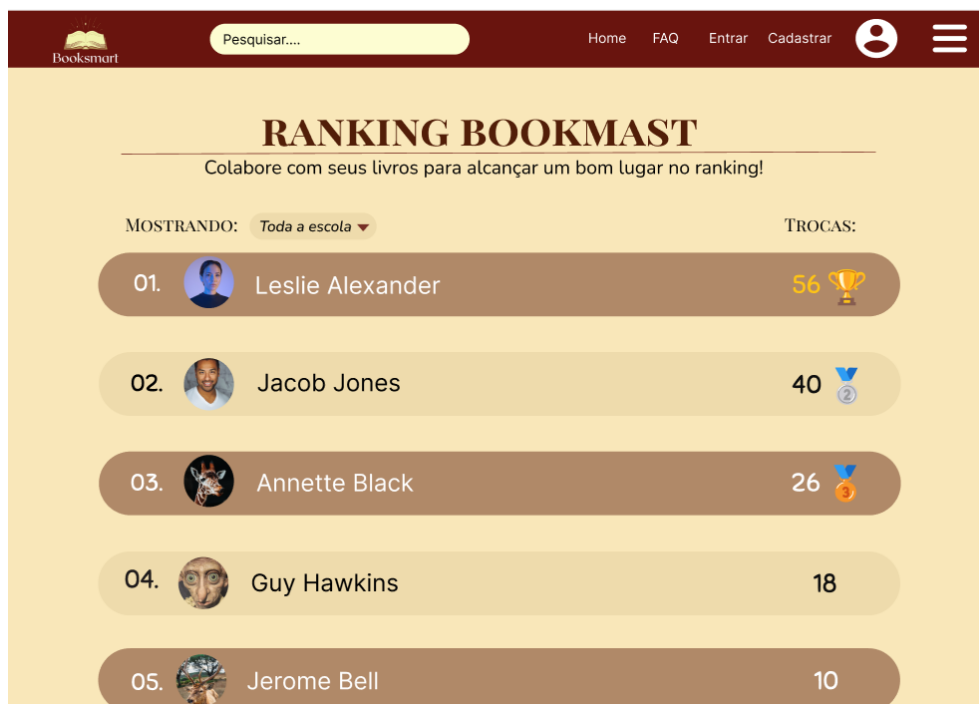 Booksmart
Pesquisar....
Home FAQ Entrar Cadastrar
RANKING BOOKMAST
Colabore com seus livros para alcançar um bom lugar no ranking!
MOSTRANDO: Toda a escola TROCAS:
01. Leslie Alexander 56
02. Jacob Jones 40 2
03. Annette Black 26 3
04. Guy Hawkins 18
05. Jerome Bell 10